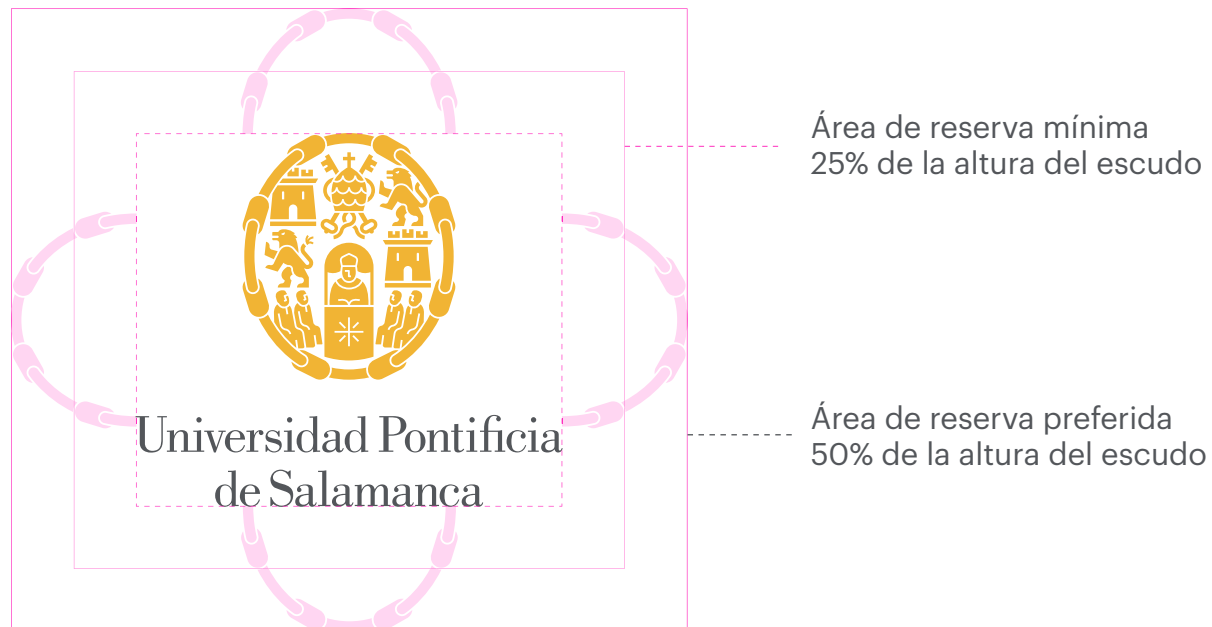 Área de reserva mínima
25% de la altura del escudo
Universidad Pontificia
de Salamanca
Área de reserva preferida
50% de la altura del escudo